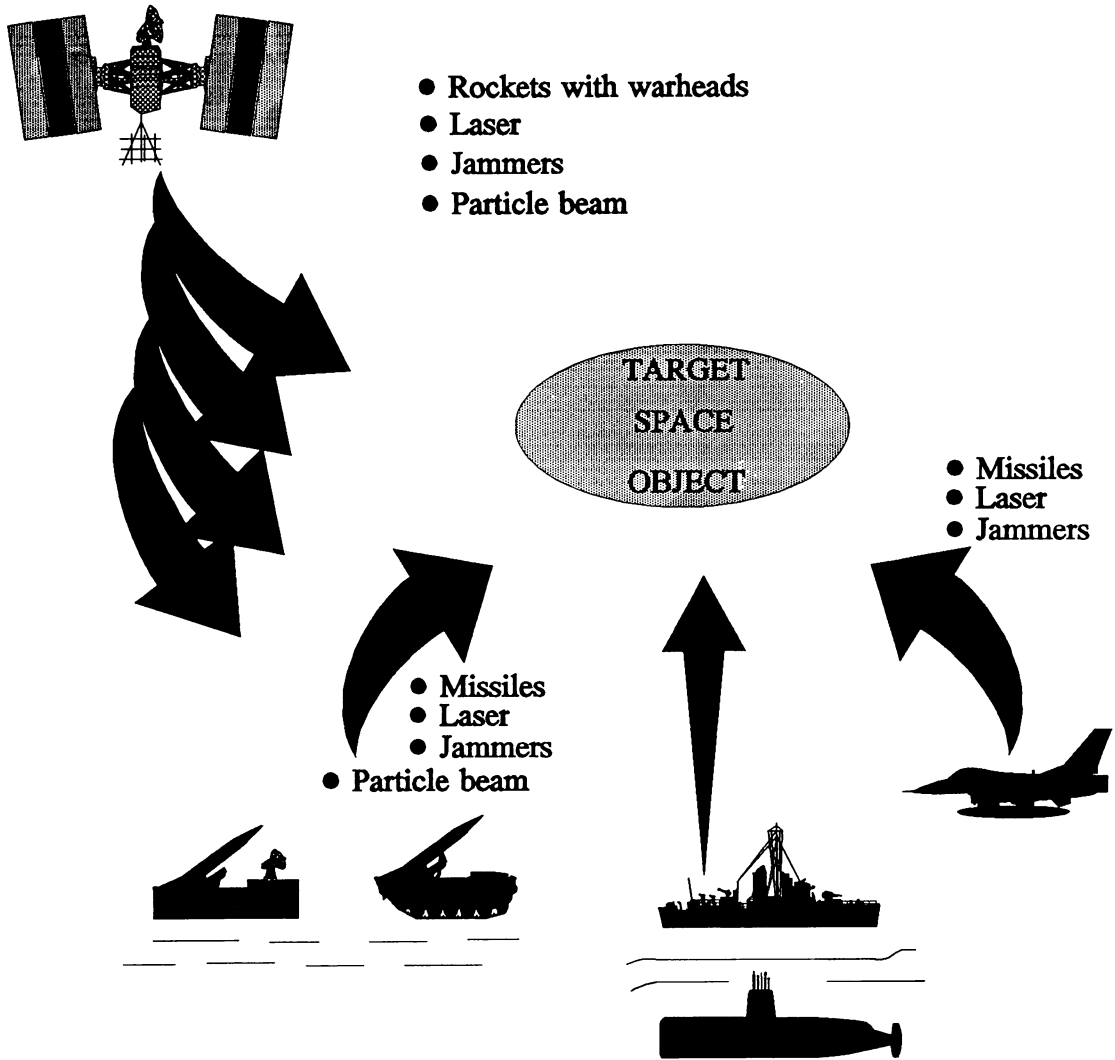 ● Rockets with warheads
● Laser
● Jammers
● Particle beam
TARGET
SPACE
OBJECT
● Missiles
● Laser
● Jammers
● Missiles
● Laser
● Jammers
● Particle beam